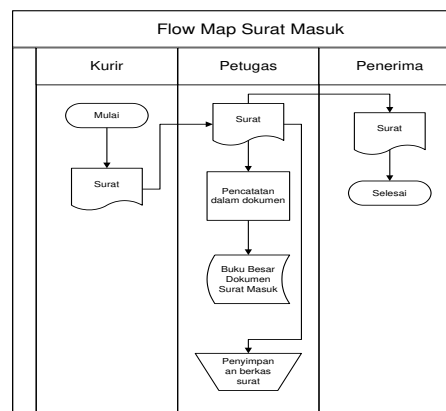 Flow Map Surat Masuk
Kurir
Petugas
Penerima
Mulai
Surat
Surat
Pencatatan
dalam dokumen
Buku Besar
Dokumen
Surat Masuk
Penyimpan
an berkas
surat
Surat
Selesai